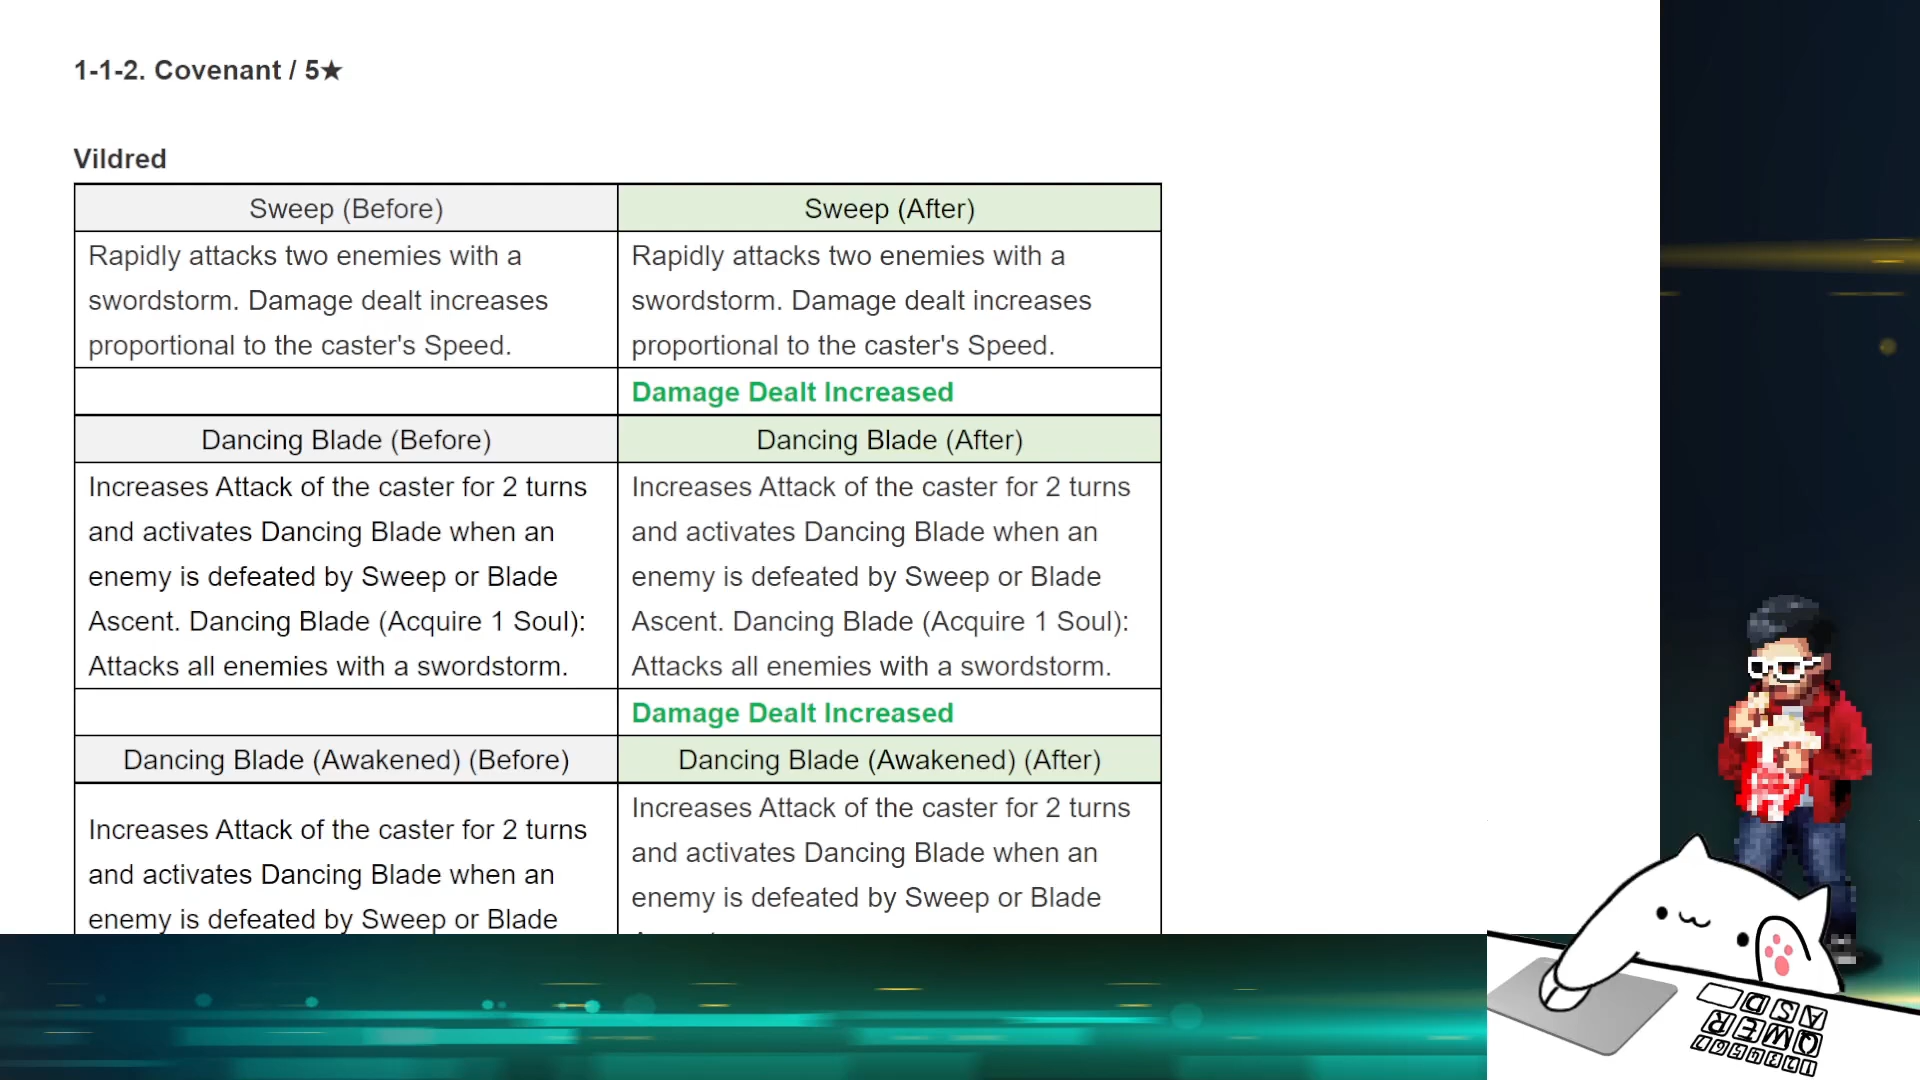 1-1-2. Covenant / 5★
Vildred
Sweep (Before)
Sweep (After)
Rapidly attacks two enemies with a
swordstorm. Damage dealt increases
proportional to the caster's Speed.
Rapidly attacks two enemies with a
swordstorm. Damage dealt increases
proportional to the caster's Speed.
Damage Dealt Increased
Dancing Blade (Before)
Dancing Blade (After)
Increases Attack of the caster for 2 turns
and activates Dancing Blade when an
enemy is defeated by Sweep or Blade
Ascent. Dancing Blade (Acquire 1 Soul):
Attacks all enemies with a swordstorm.
Increases Attack of the caster for 2 turns
and activates Dancing Blade when an
enemy is defeated by Sweep or Blade
Ascent. Dancing Blade (Acquire 1 Soul):
Attacks all enemies with a swordstorm.
Damage Dealt Increased
Dancing Blade (Awakened) (Before)
Dancing Blade (Awakened) (After)
Increases Attack of the caster for 2 turns
and activates Dancing Blade when an
enemy is defeated by Sweep or Blade
Increases Attack of the caster for 2 turns
and activates Dancing Blade when an
enemy is defeated by Sweep or Blade
A S D
Q W E R
1 2 3 4 5 6 7